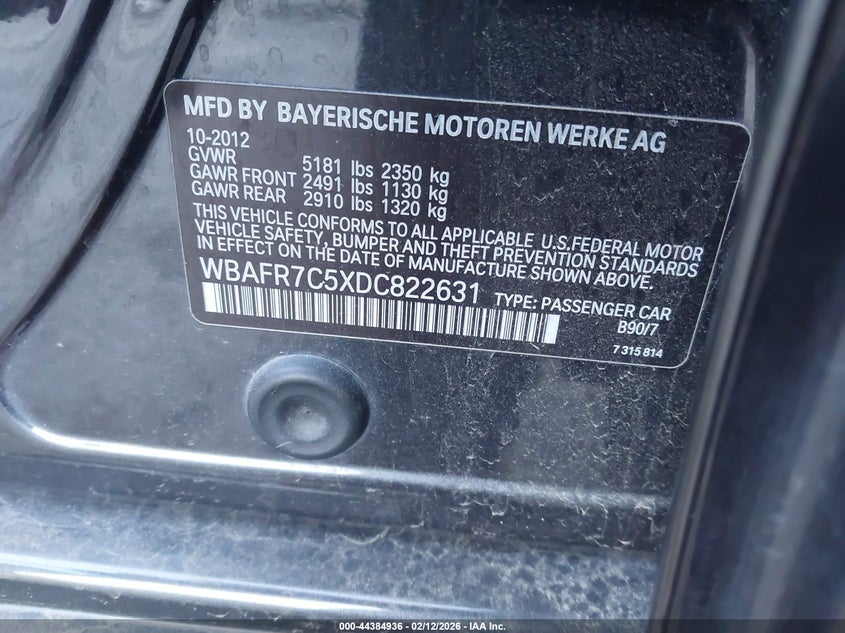 MFD BY BAYERISCHE MOTOREN WERKE AG
10-2012
GVWR 5181 lbs 2350 kg
GAWR FRONT 2491 lbs 1130 kg
GAWR REAR 2910 lbs 1320 kg
THIS VEHICLE CONFORMS TO ALL APPLICABLE U.S.FEDERAL MOTOR
VEHICLE SAFETY, BUMPER AND THEFT PREVENTION STANDARDS
IN EFFECT ON THE DATE OF MANUFACTURE SHOWN ABOVE.
WBAFR7C5XDC822631 TYPE: PASSENGER CAR
B90/7
7 315 814
000-44384936 - 02/12/2026 - IAA Inc.